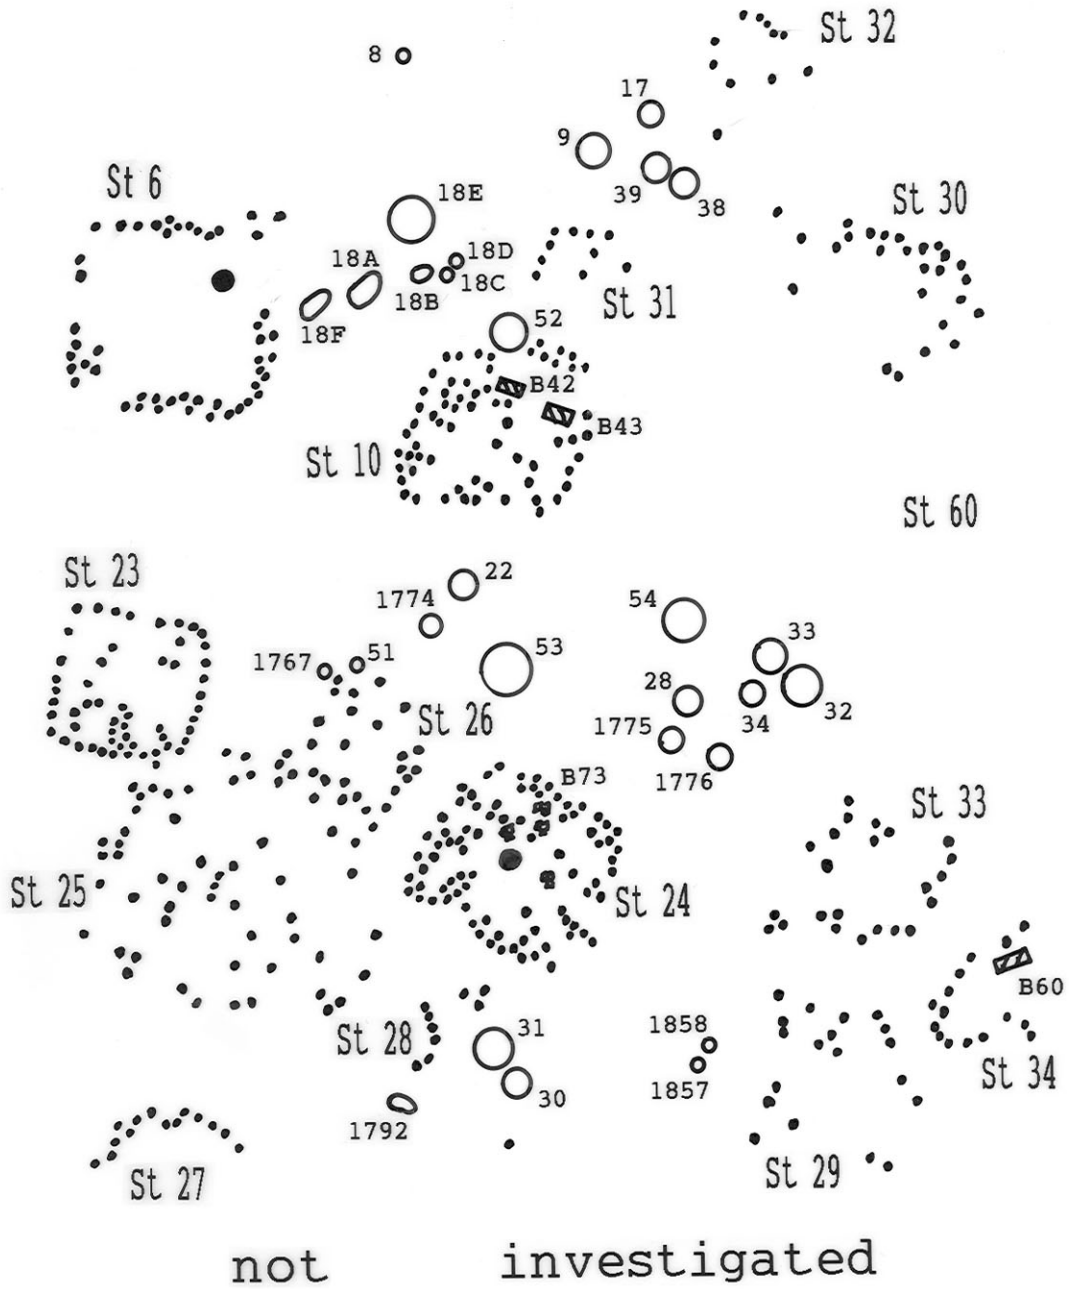 St 32
8
17
9
St 6
39
38
St 30
18E
18D
18A
18C
18B
St 31
18F
52
B42
B43
St 10
St 60
St 23
22
1774
54
33
53
51
1767
28
32
34
St 26
1775
1776
B73
St 33
St 25
St 24
B60
31
1858
St 28
St 34
1857
30
1792
St 29
St 27
not investigated